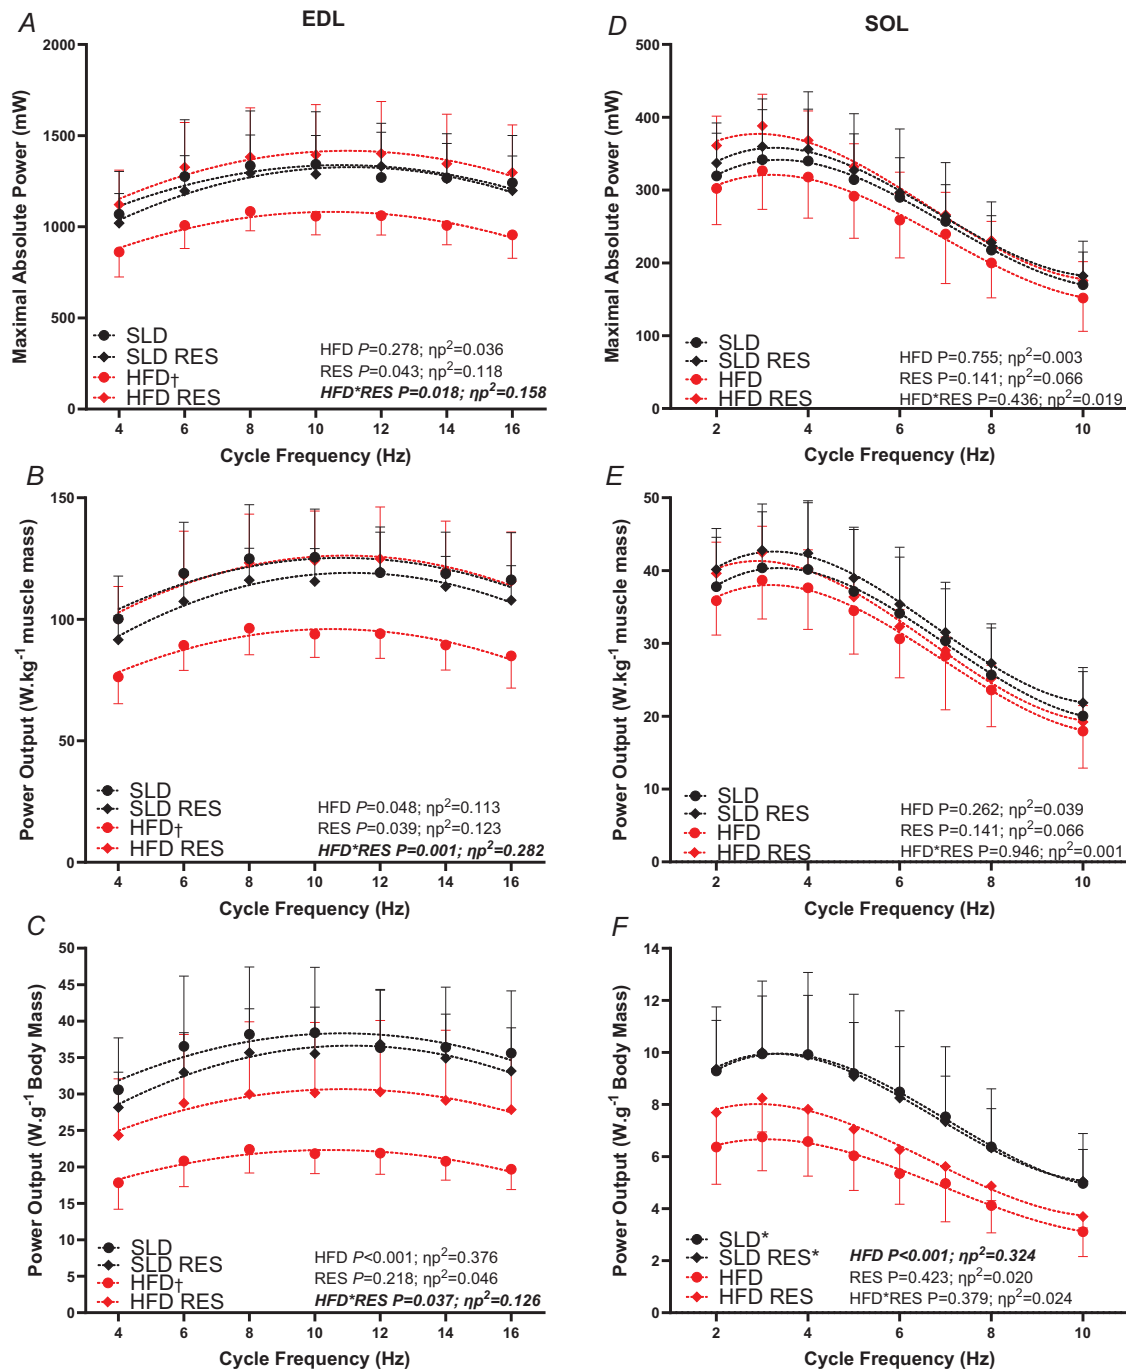 A
EDL
Maximal Absolute Power (mW)
2000
1500
1000
500
0
SLD
SLD RES
HFD†
HFD RES
HFD P=0.278; ηp²=0.036
RES P=0.043; ηp²=0.118
HFD*RES P=0.018; ηp²=0.158
4 6 8 10 12 14 16
Cycle Frequency (Hz)
D
SOL
Maximal Absolute Power (mW)
500
400
300
200
100
0
SLD
SLD RES
HFD
HFD RES
HFD P=0.755; ηp²=0.003
RES P=0.141; ηp²=0.066
HFD*RES P=0.436; ηp²=0.019
2 4 6 8 10
Cycle Frequency (Hz)
B
Power Output (W.kg⁻¹ muscle mass)
150
100
50
0
SLD
SLD RES
HFD†
HFD RES
HFD P=0.048; ηp²=0.113
RES P=0.039; ηp²=0.123
HFD*RES P=0.001; ηp²=0.282
4 6 8 10 12 14 16
Cycle Frequency (Hz)
E
Power Output (W.kg⁻¹ muscle mass)
50
40
30
20
10
0
SLD
SLD RES
HFD
HFD RES
HFD P=0.262; ηp²=0.039
RES P=0.141; ηp²=0.066
HFD*RES P=0.946; ηp²=0.001
2 4 6 8 10
Cycle Frequency (Hz)
C
Power Output (W.g⁻¹ Body Mass)
50
45
40
35
30
25
20
15
10
5
0
SLD
SLD RES
HFD†
HFD RES
HFD P<0.001; ηp²=0.376
RES P=0.218; ηp²=0.046
HFD*RES P=0.037; ηp²=0.126
4 6 8 10 12 14 16
Cycle Frequency (Hz)
F
Power Output (W.g⁻¹ Body Mass)
14
12
10
8
6
4
2
0
SLD*
SLD RES*
HFD
HFD RES
HFD P<0.001; ηp²=0.324
RES P=0.423; ηp²=0.020
HFD*RES P=0.379; ηp²=0.024
2 4 6 8 10
Cycle Frequency (Hz)